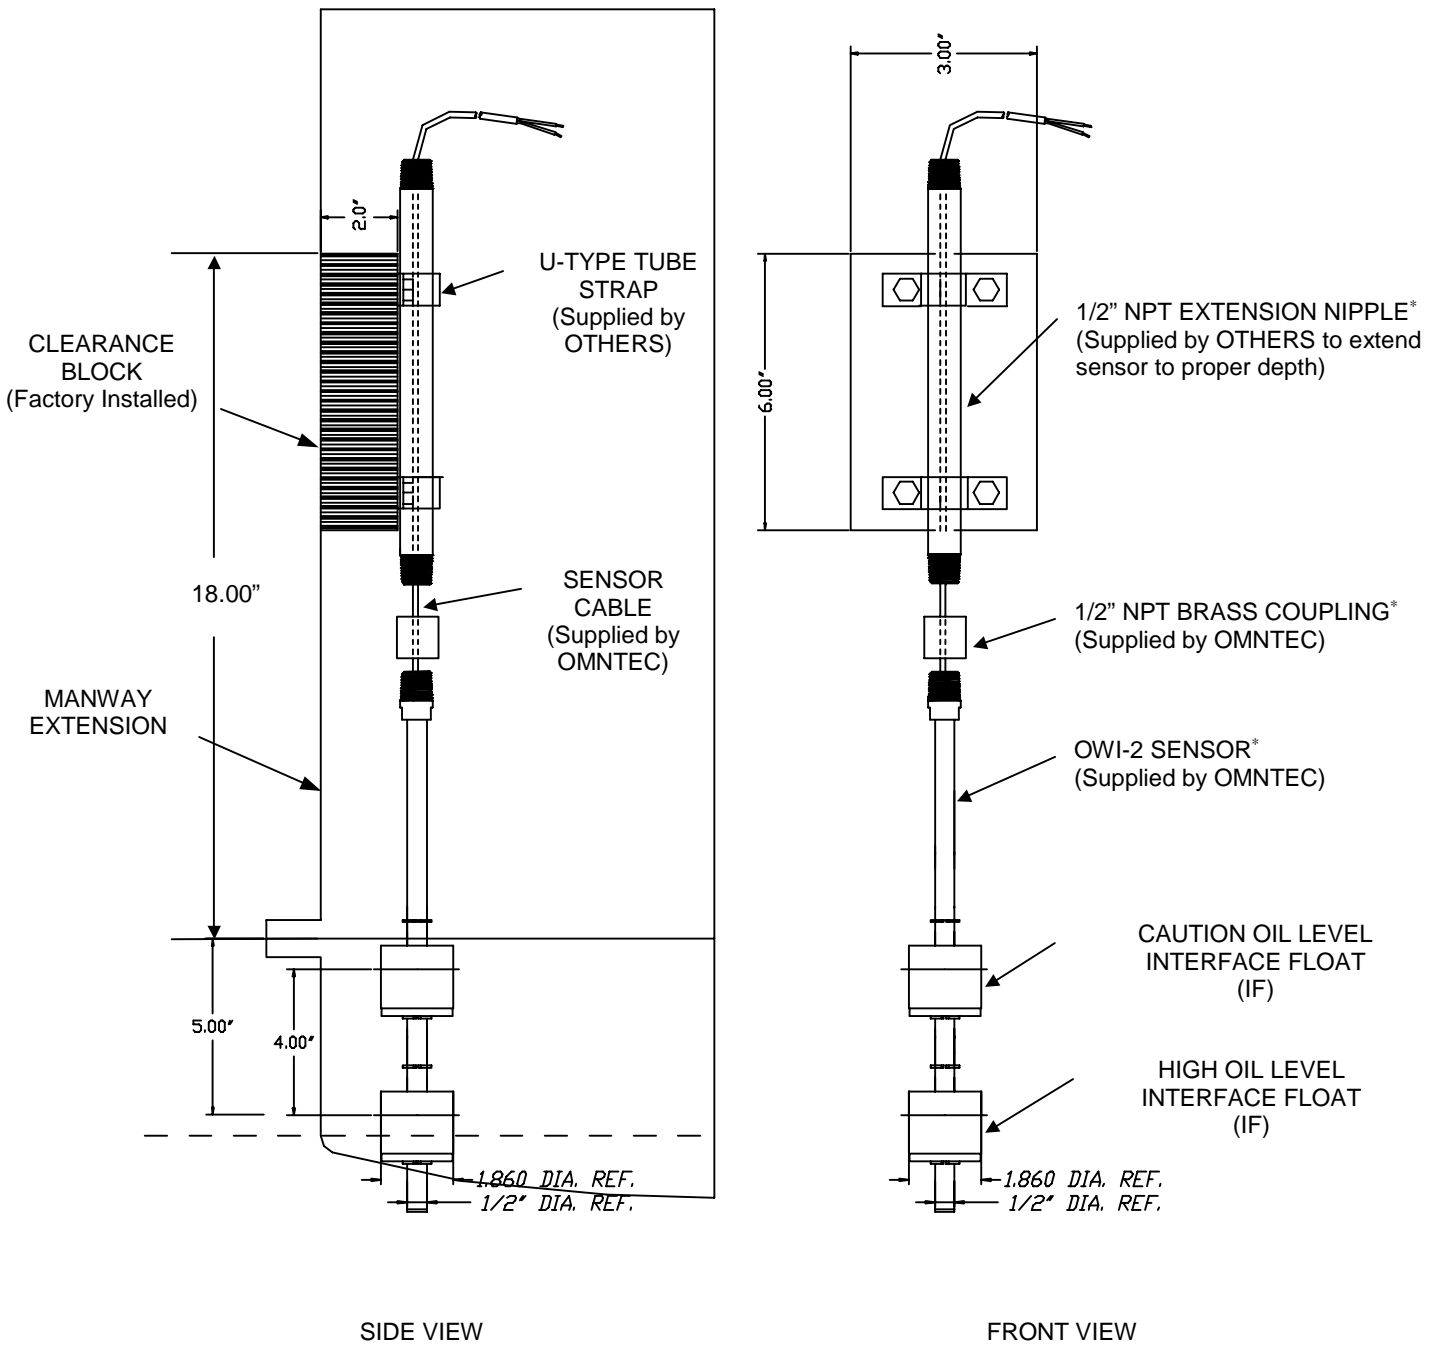 3.00"
2.0"
U-TYPE TUBE
STRAP
(Supplied by
OTHERS)
CLEARANCE
BLOCK
(Factory Installed)
1/2” NPT EXTENSION NIPPLE*
(Supplied by OTHERS to extend
sensor to proper depth)
6.00"
18.00”
SENSOR
CABLE
(Supplied by
OMNTEC)
1/2” NPT BRASS COUPLING*
(Supplied by OMNTEC)
MANWAY
EXTENSION
OWI-2 SENSOR*
(Supplied by OMNTEC)
CAUTION OIL LEVEL
INTERFACE FLOAT
(IF)
5.00"
4.00"
HIGH OIL LEVEL
INTERFACE FLOAT
(IF)
1.860 DIA. REF.
1/2" DIA. REF.
1.860 DIA. REF.
1/2" DIA. REF.
SIDE VIEW
FRONT VIEW